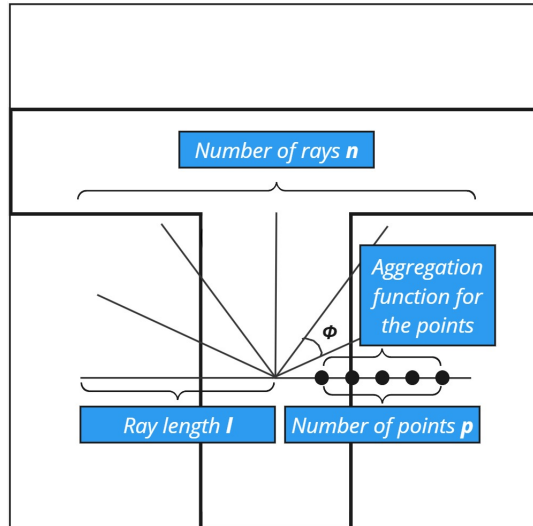 Number of rays n
Aggregation
function for
the points
Φ
Ray length l
Number of points p